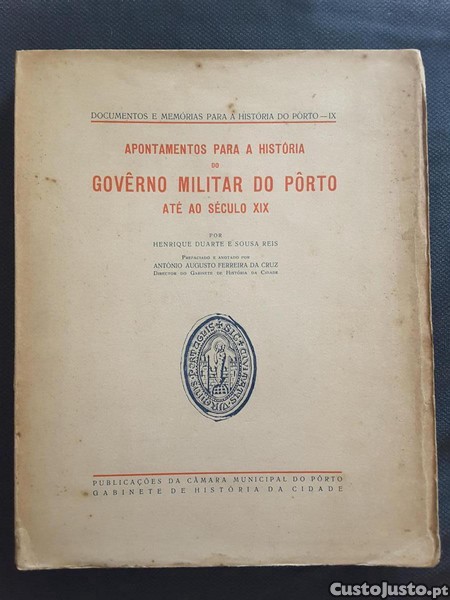 DOCUMENTOS E MEMÓRIAS PARA A HISTÓRIA DO PÔRTO—IX
APONTAMENTOS PARA A HISTÓRIA
DO
GOVÊRNO MILITAR DO PÔRTO
ATÉ AO SÉCULO XIX
POR
HENRIQUE DUARTE E SOUSA REIS
PREFACIADO E ANOTADO POR
ANTÓNIO AUGUSTO FERREIRA DA CRUZ
DIRECTOR DO GABINETE DE HISTÓRIA DA CIDADE
PUBLICAÇÕES DA CÂMARA MUNICIPAL DO PÔRTO
GABINETE DE HISTÓRIA DA CIDADE
CustoJusto.pt